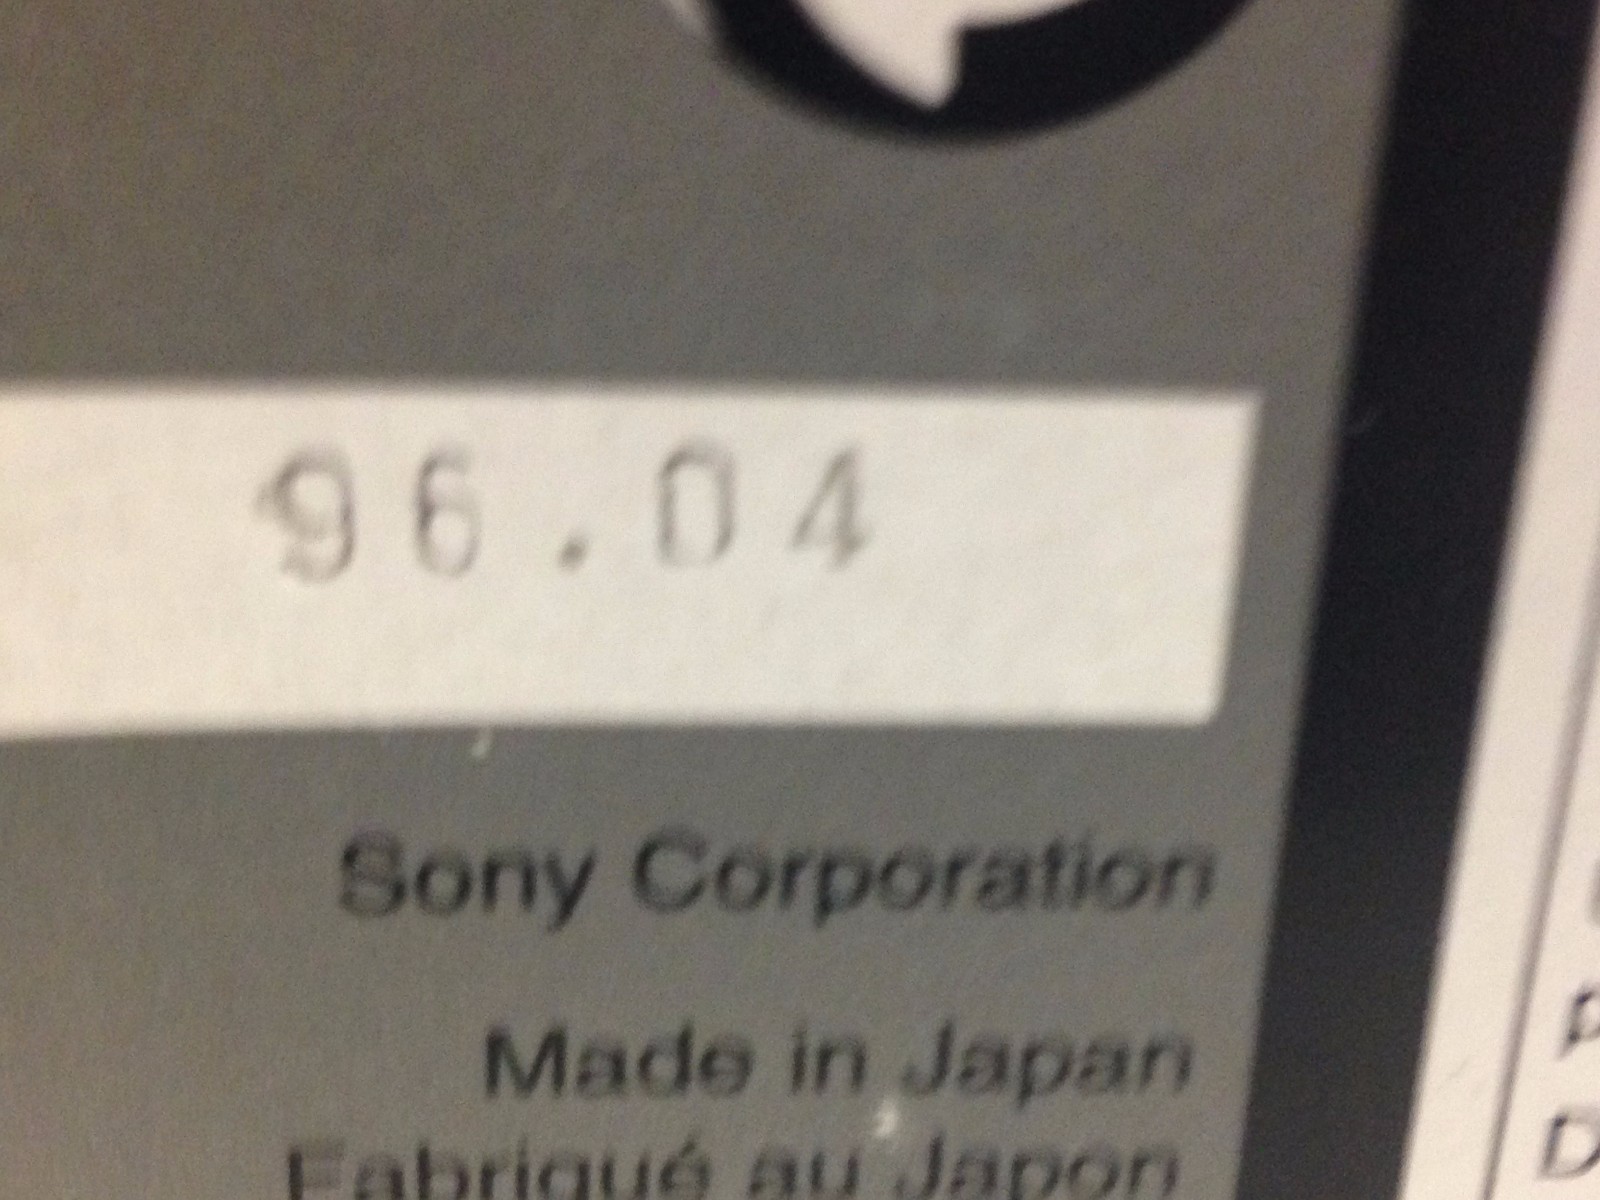 96.04
Sony Corporation
Made in Japan
Fabriqué au Japon